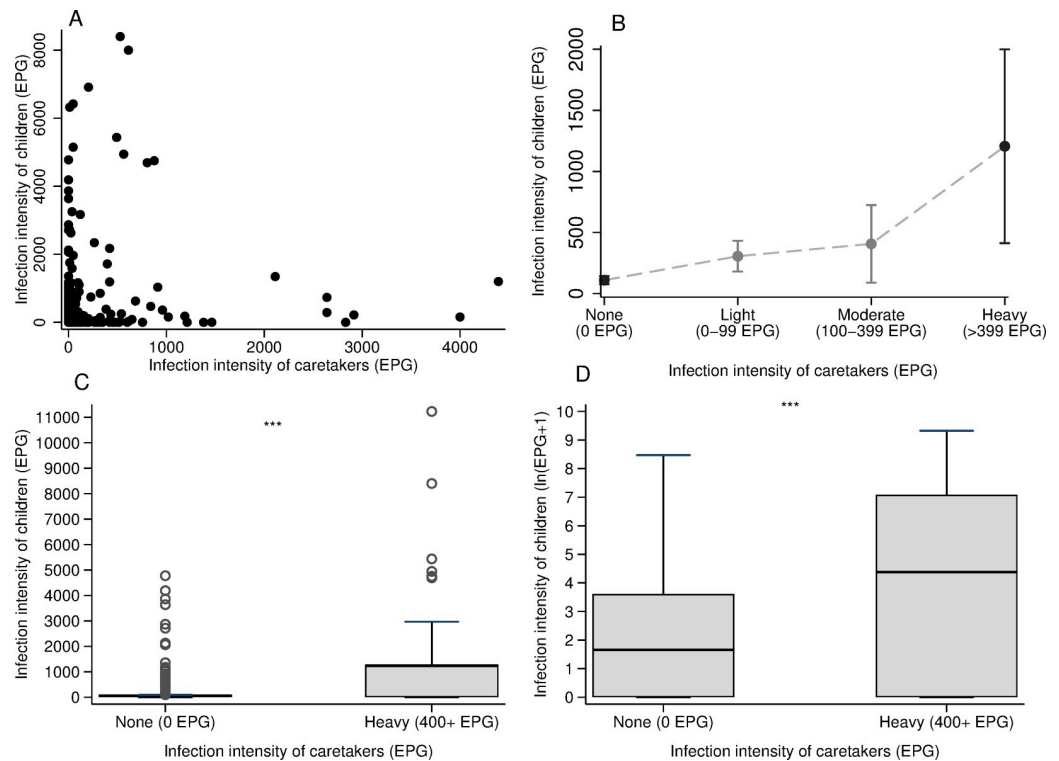 A
Infection intensity of children (EPG)
8000
6000
4000
2000
0
0 1000 2000 3000 4000
Infection intensity of caretakers (EPG)
B
Infection intensity of children (EPG)
2000
1500
1000
500
0
None Light Moderate Heavy
(0 EPG) (0–99 EPG) (100–399 EPG) (>399 EPG)
Infection intensity of caretakers (EPG)
C
Infection intensity of children (EPG)
***
11000
10000
9000
8000
7000
6000
5000
4000
3000
2000
1000
0
None (0 EPG) Heavy (400+ EPG)
Infection intensity of caretakers (EPG)
D
Infection intensity of children (ln(EPG+1)
***
10
9
8
7
6
5
4
3
2
1
0
None (0 EPG) Heavy (400+ EPG)
Infection intensity of caretakers (EPG)